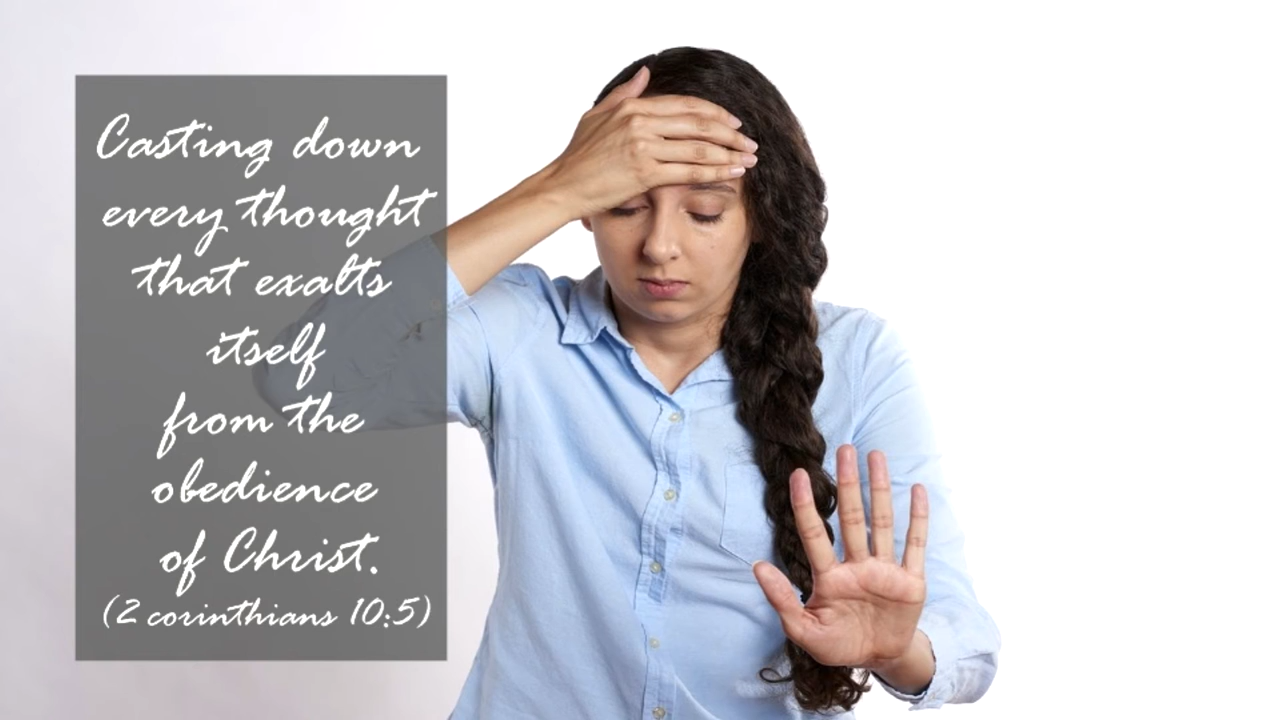 Casting down
every thought
that exalts
itself
from the
obedience
of Christ.
(2 corinthians 10:5)